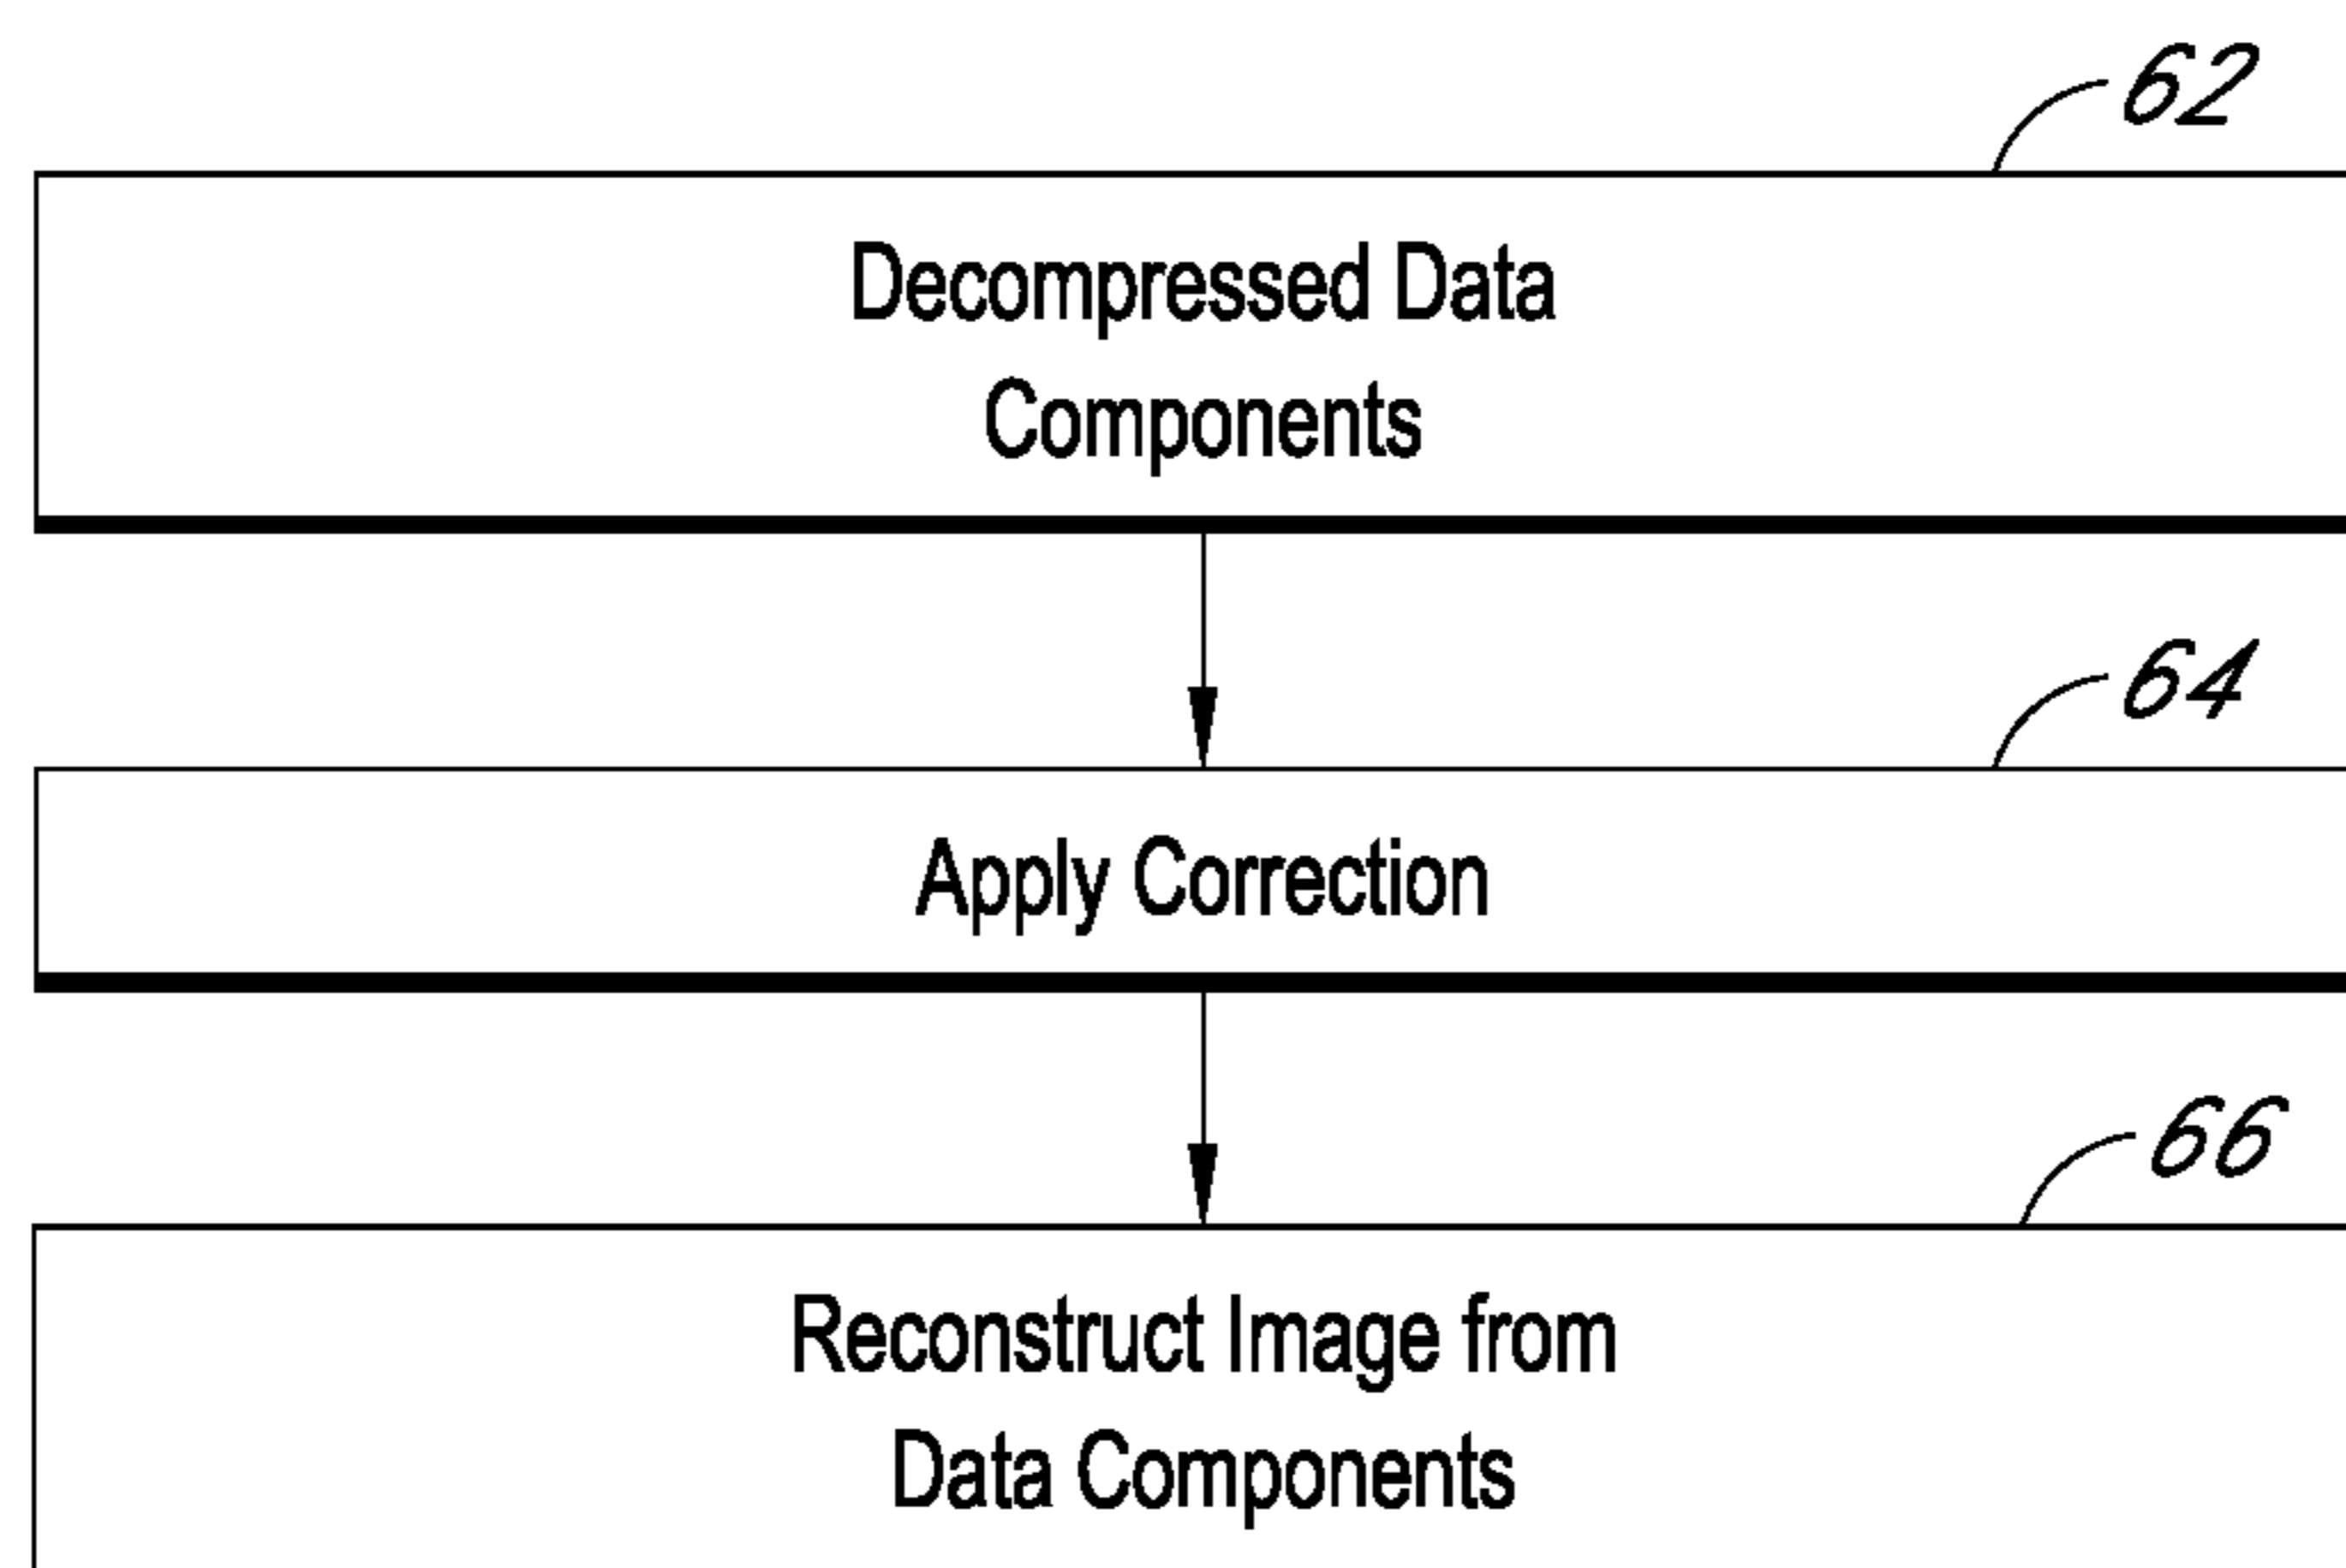 62
Decompressed Data
Components
64
Apply Correction
66
Reconstruct Image from
Data Components